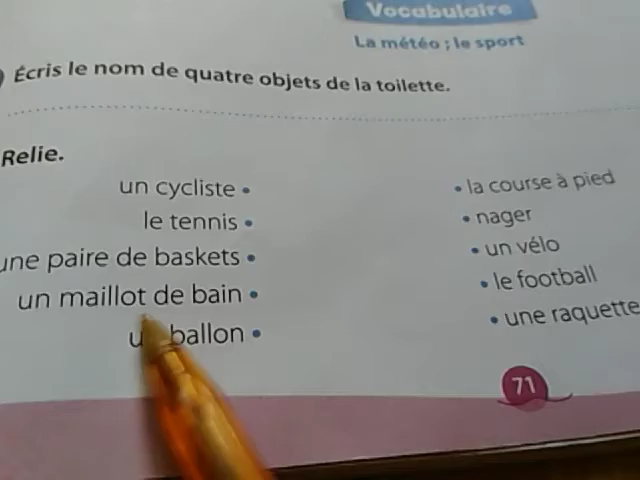 Vocabulaire
La météo ; le sport
Écris le nom de quatre objets de la toilette.
Relie.
un cycliste • • la course à pied
le tennis • • nager
une paire de baskets • • un vélo
un maillot de bain • • le football
ballon • • une raquette
71